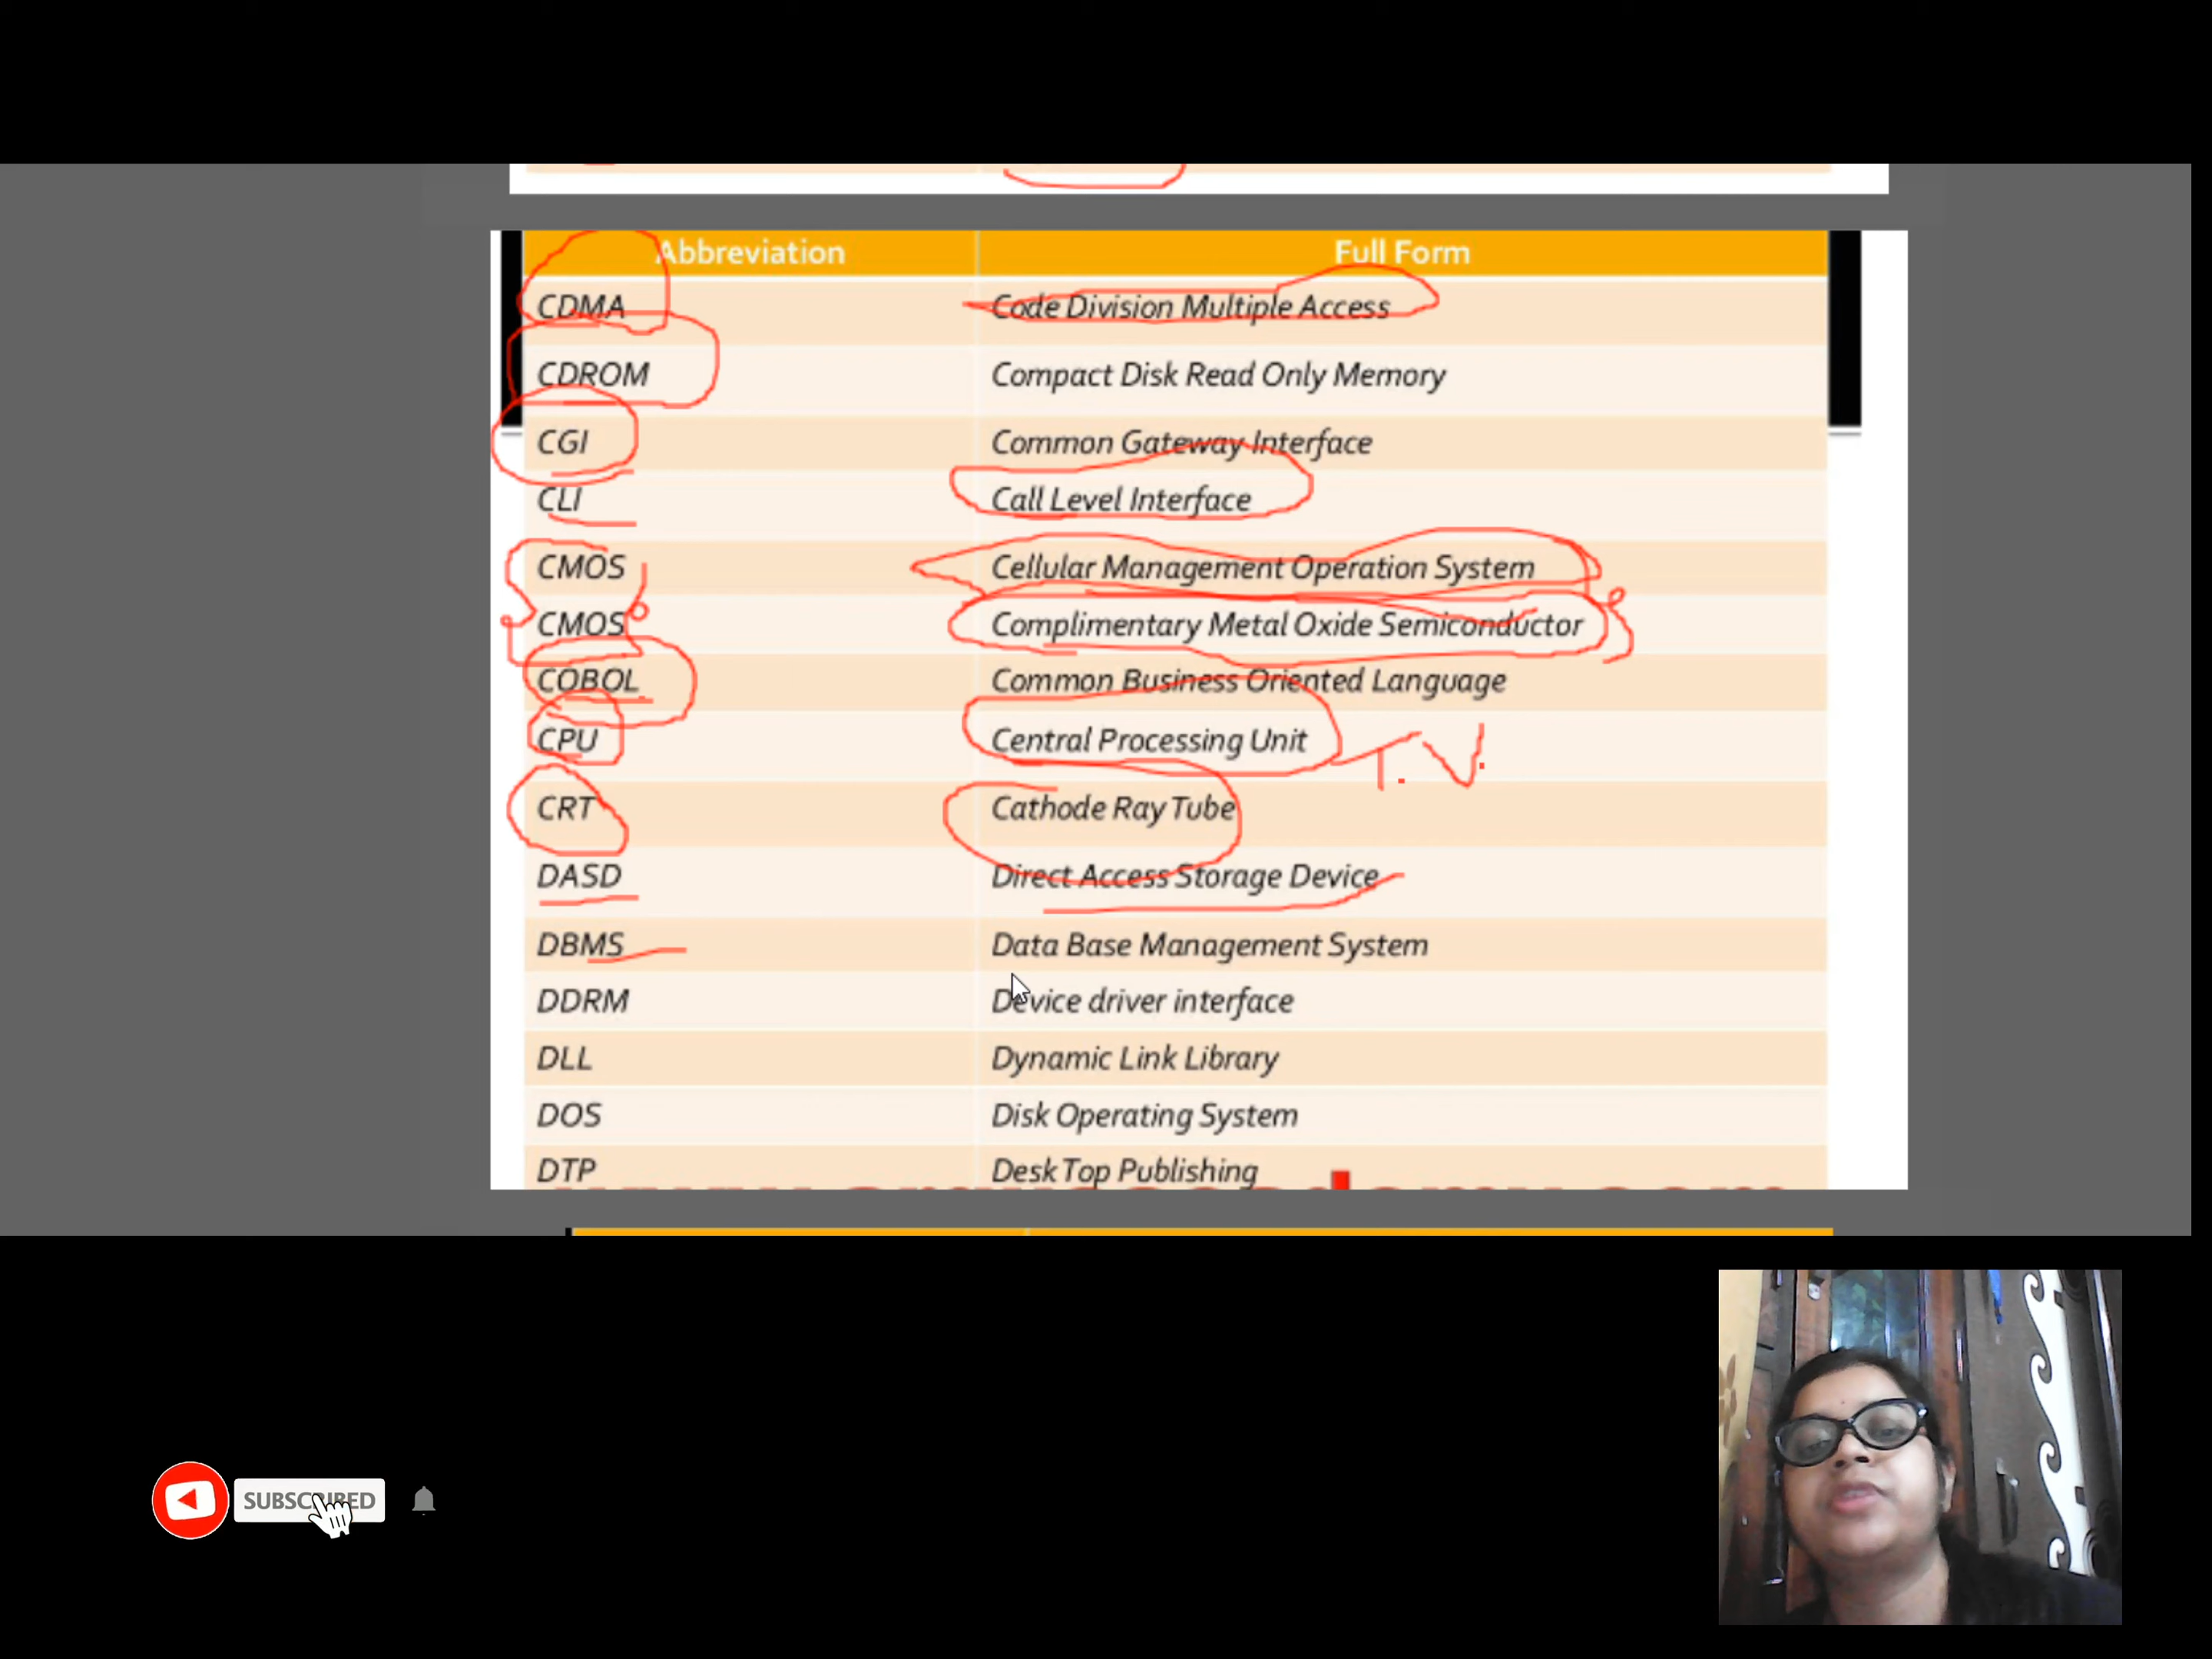 Abbreviation Full Form
CDMA Code Division Multiple Access
CDROM Compact Disk Read Only Memory
CGI Common Gateway Interface
CLI Call Level Interface
CMOS Cellular Management Operation System
CMOS Complimentary Metal Oxide Semiconductor
COBOL Common Business Oriented Language
CPU Central Processing Unit
T.V.
CRT Cathode Ray Tube
DASD Direct Access Storage Device
DBMS Data Base Management System
DDRM Device driver interface
DLL Dynamic Link Library
DOS Disk Operating System
DTP DeskTop Publishing
SUBSCRIBED